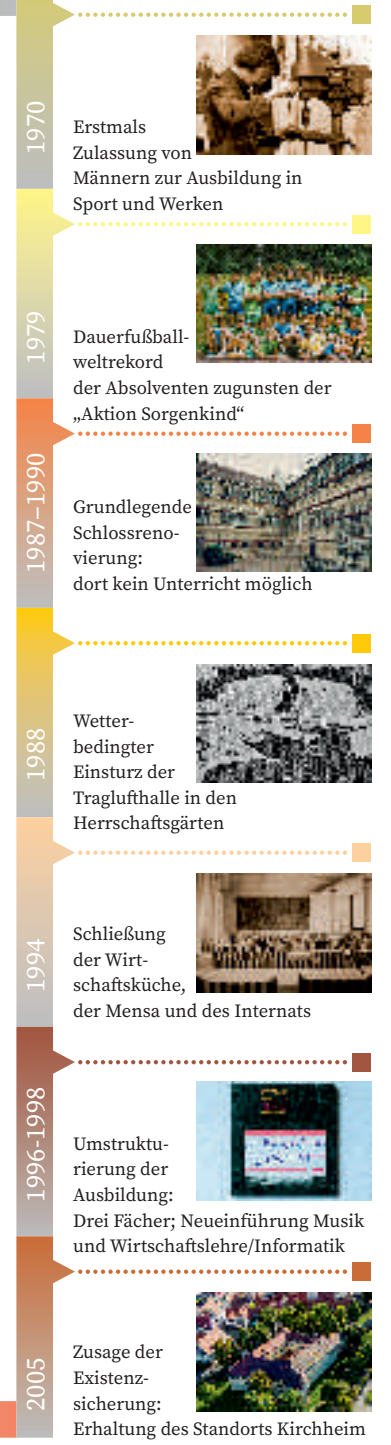 1970
Erstmals
Zulassung von
Männern zur Ausbildung in
Sport und Werken
1979
Dauerfußball-
weltrekord
der Absolventen zugunsten der
„Aktion Sorgenkind“
1987–1990
Grundlegende
Schlossreno-
vierung:
dort kein Unterricht möglich
1988
Wetter-
bedingter
Einsturz der
Traglufthalle in den
Herrschaftsgärten
1994
Schließung
der Wirt-
schaftsküche,
der Mensa und des Internats
1996-1998
Umstruktu-
rierung der
Ausbildung:
Drei Fächer; Neueinführung Musik
und Wirtschaftslehre/Informatik
2005
Zusage der
Existenz-
sicherung:
Erhaltung des Standorts Kirchheim